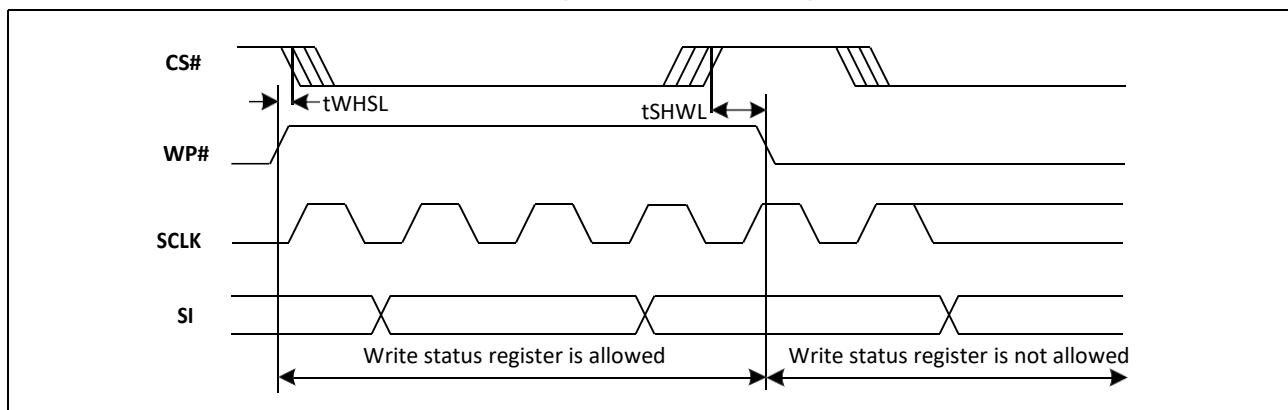 CS#
tWHSL
tSHWL
WP#
SCLK
SI
Write status register is allowed
Write status register is not allowed